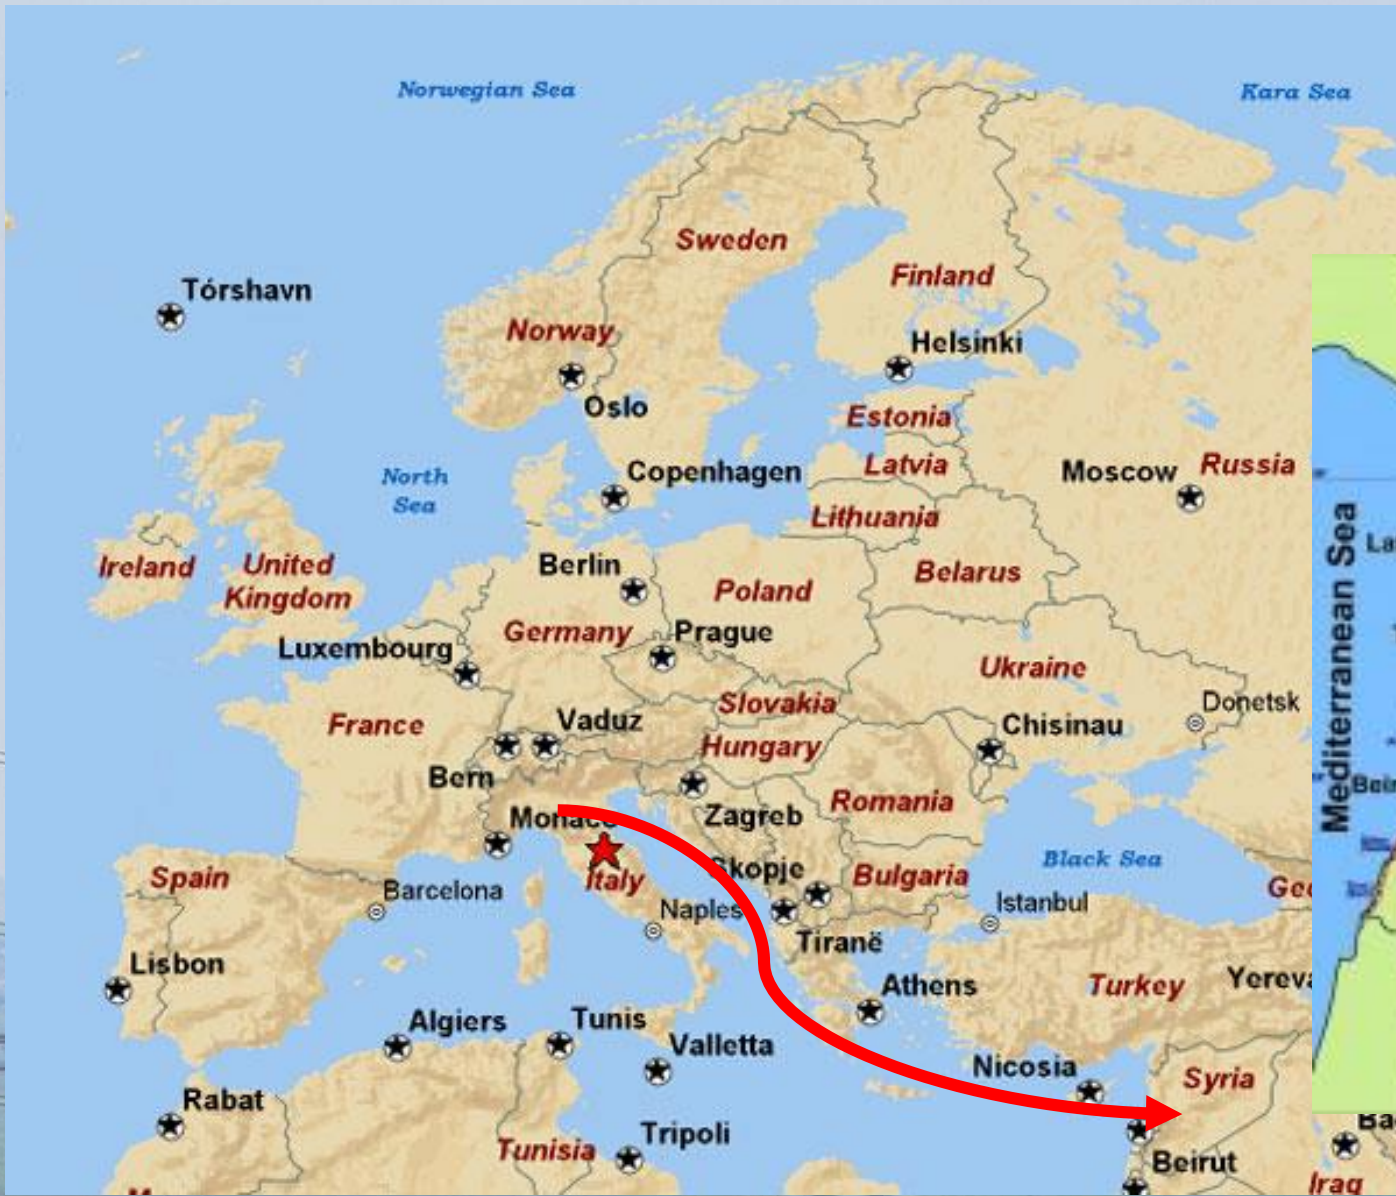 Norwegian Sea
Kara Sea
Sweden
Finland
Tórshavn
Norway
Helsinki
Oslo
Estonia
North
Sea
Copenhagen
Latvia
Moscow
Russia
Lithuania
Ireland
United
Kingdom
Berlin
Poland
Belarus
Germany
Prague
Luxembourg
Ukraine
Slovakia
Donetsk
France
Vaduz
Chisinau
Hungary
Bern
Romania
Monaco
Zagreb
Mediterranean Sea
Black Sea
Skopje
Bulgaria
Spain
Italy
Barcelona
Naples
Istanbul
Tiranë
Lisbon
Athens
Turkey
Algiers
Tunis
Valletta
Nicosia
Syria
Rabat
Tripoli
Tunisia
Beirut
Iraq